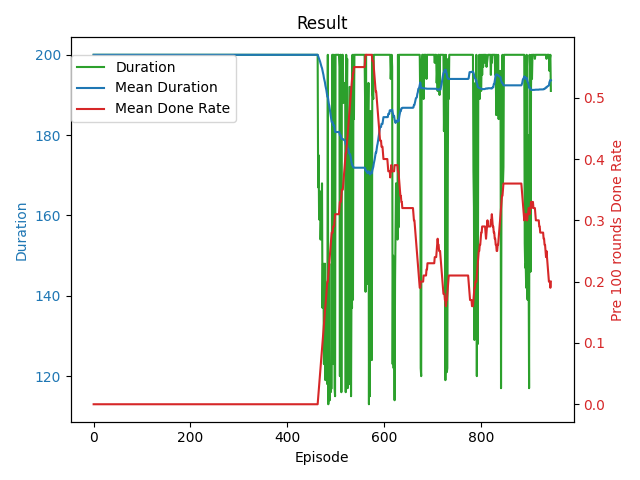 Result
Duration
Mean Duration
Mean Done Rate
200
180
160
140
120
Duration
0.5
0.4
0.3
0.2
0.1
0.0
Pre 100 rounds Done Rate
0
200
400
600
800
Episode